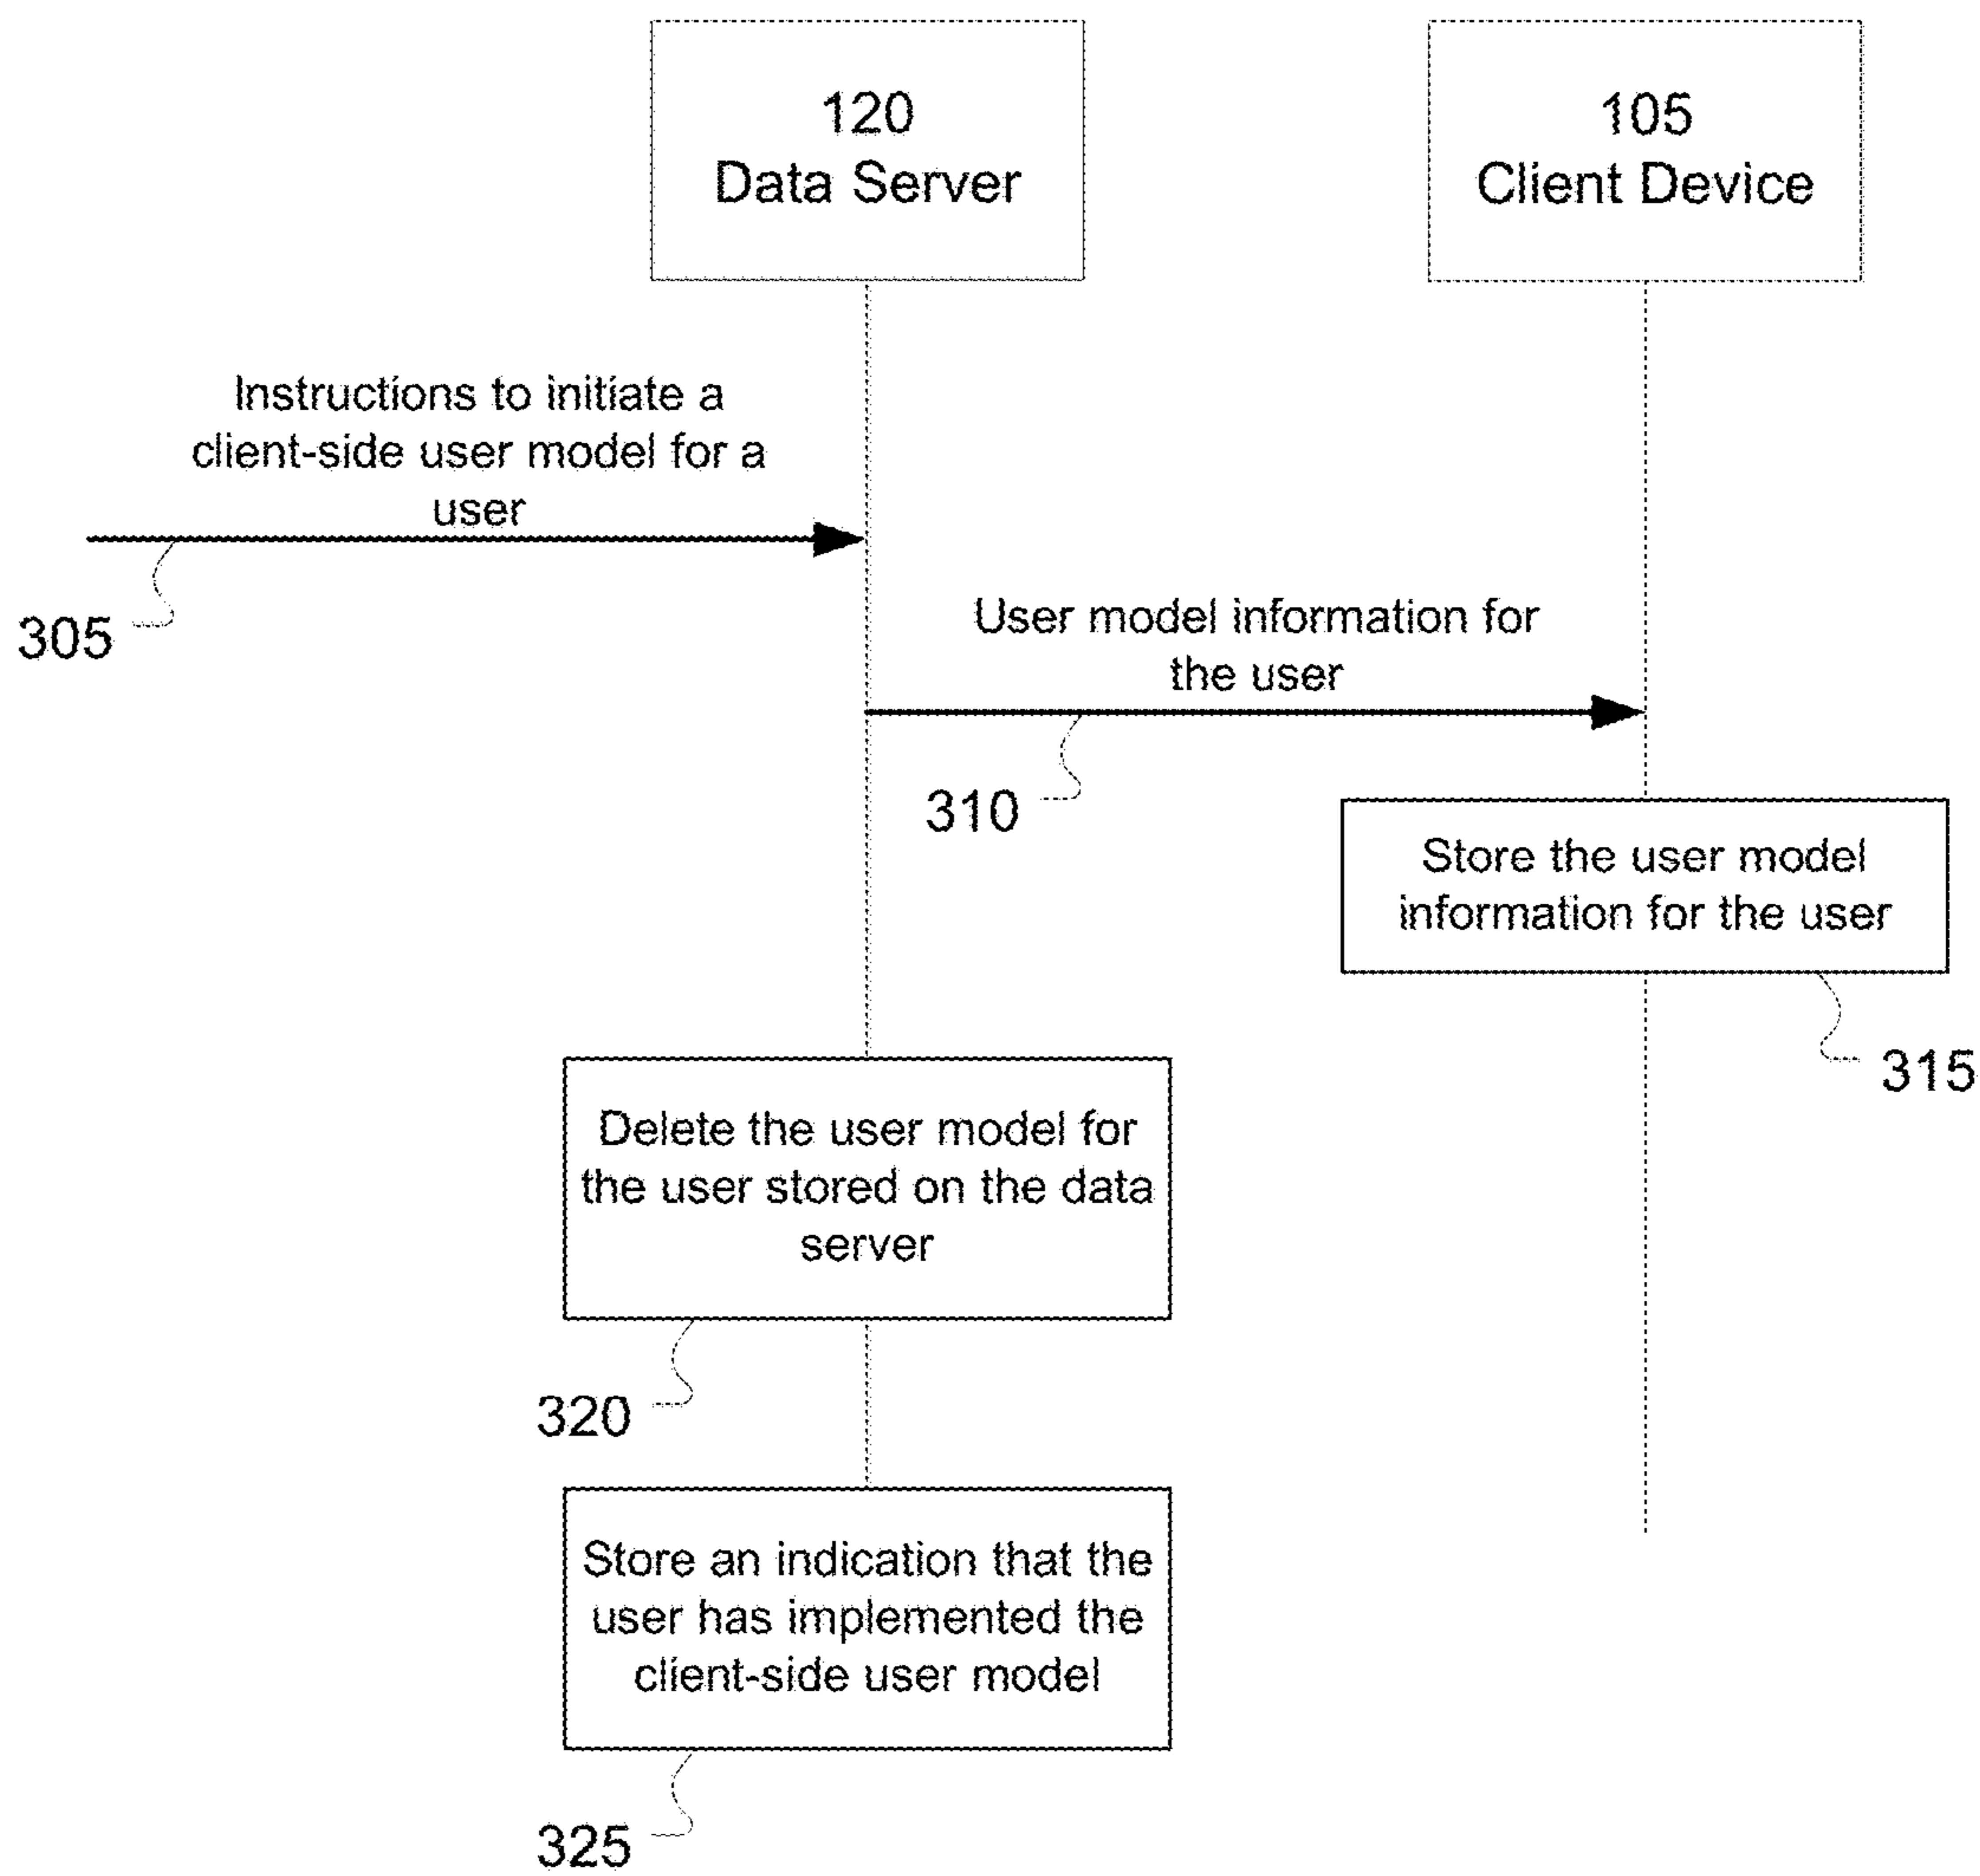 120
Data Server
105
Client Device
Instructions to initiate a
client-side user model for a
user
305
User model information for
the user
310
Store the user model
information for the user
315
Delete the user model for
the user stored on the data
server
320
Store an indication that the
user has implemented the
client-side user model
325